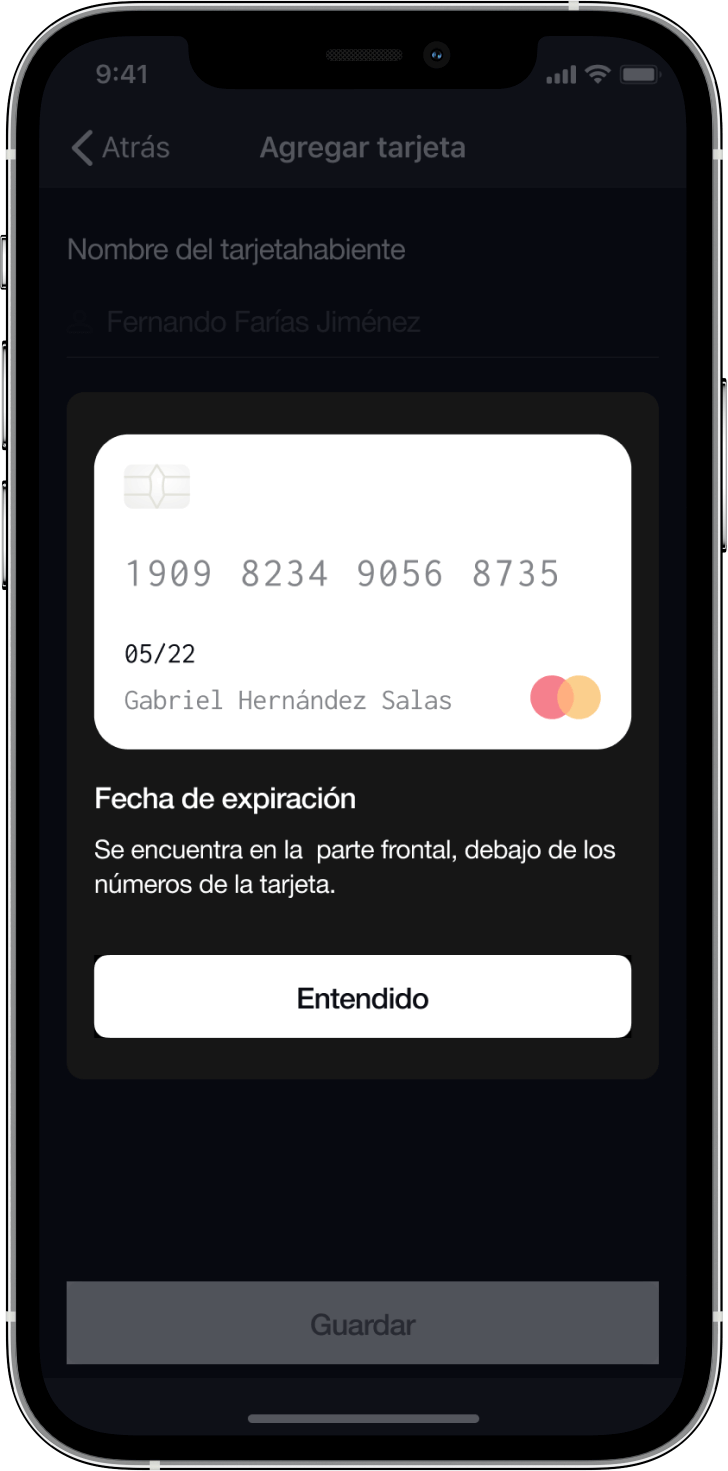 9:41
Atrás
Agregar tarjeta
Nombre del tarjetahabiente
Fernando Farías Jiménez
1909 8234 9056 8735
05/22
Gabriel Hernández Salas
Fecha de expiración
Se encuentra en la  parte frontal, debajo de los
números de la tarjeta.
Entendido
Guardar